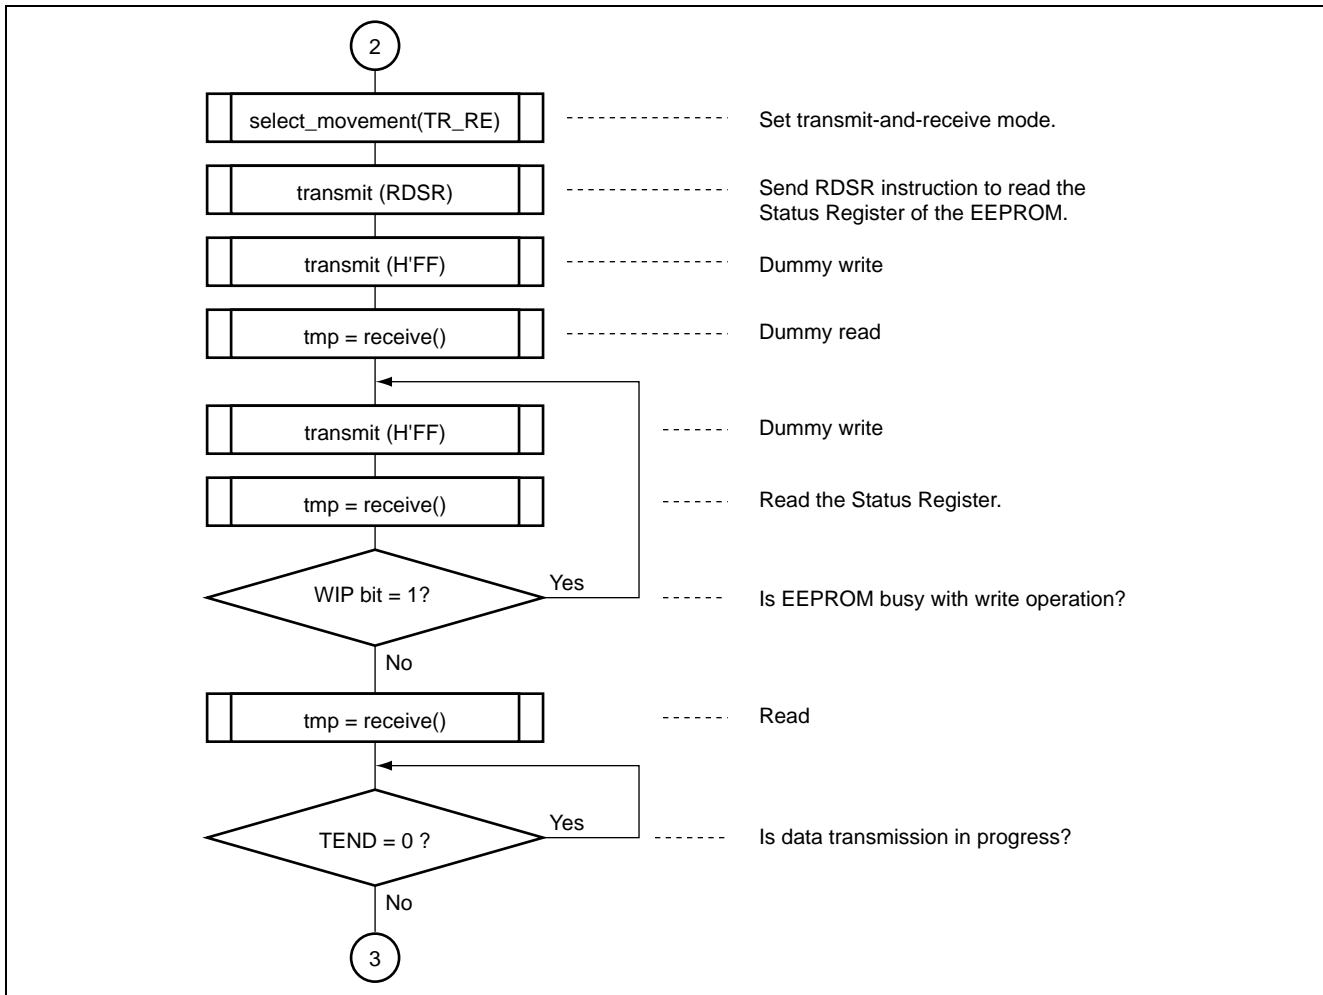 2
select_movement(TR_RE)
Set transmit-and-receive mode.
transmit (RDSR)
Send RDSR instruction to read the
Status Register of the EEPROM.
transmit (H'FF)
Dummy write
tmp = receive()
Dummy read
transmit (H'FF)
Dummy write
tmp = receive()
Read the Status Register.
WIP bit = 1?
Yes
Is EEPROM busy with write operation?
No
tmp = receive()
Read
TEND = 0 ?
Yes
Is data transmission in progress?
No
3